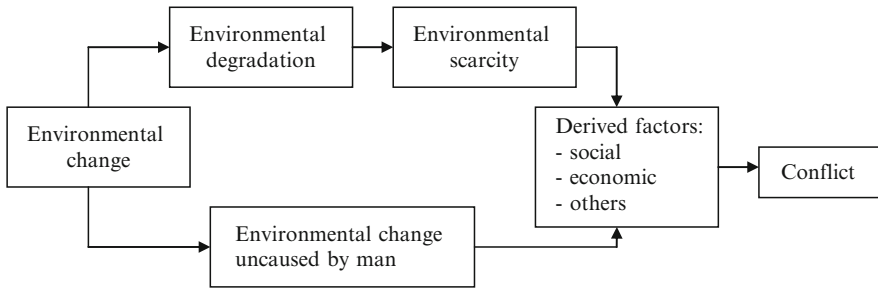 Environmental
degradation
Environmental
scarcity
Environmental
change
Derived factors:
- social
- economic
- others
Conflict
Environmental change
uncaused by man